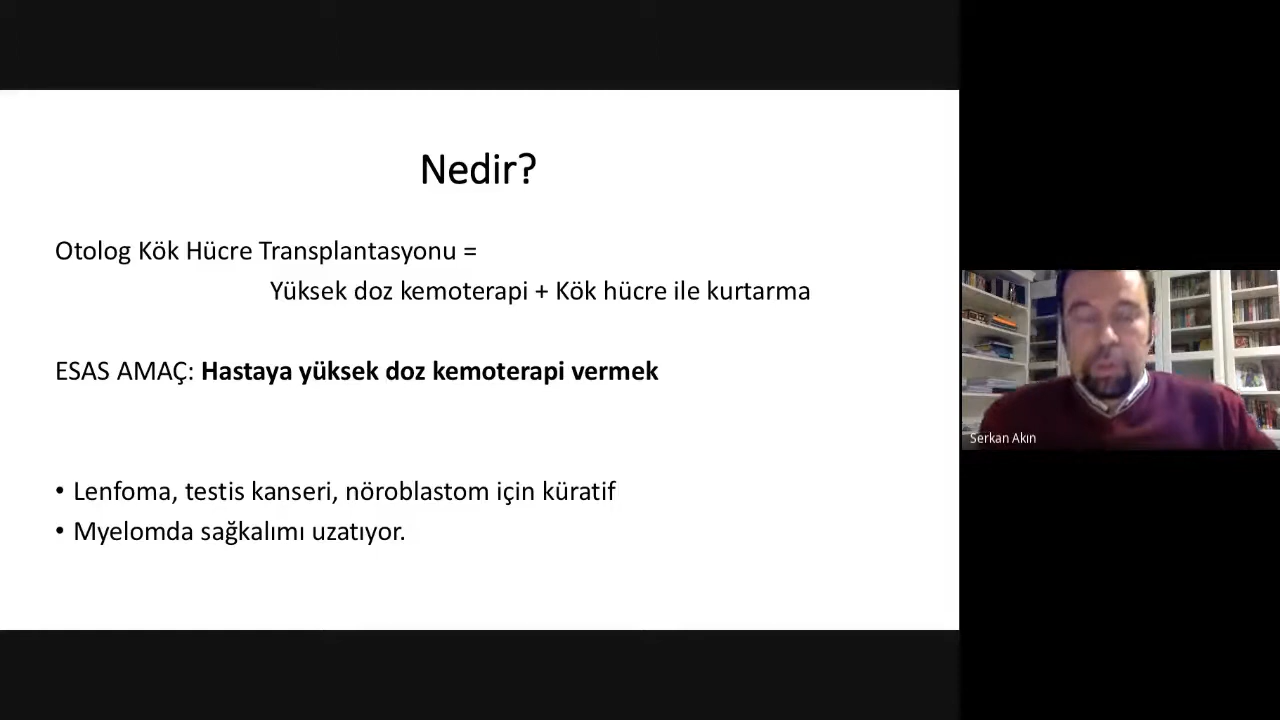 Nedir?
Otolog Kök Hücre Transplantasyonu =
Yüksek doz kemoterapi + Kök hücre ile kurtarma
ESAS AMAÇ: Hastaya yüksek doz kemoterapi vermek
• Lenfoma, testis kanseri, nöroblastom için küratif
• Myelomda sağkalımı uzatıyor.
Serkan Akın